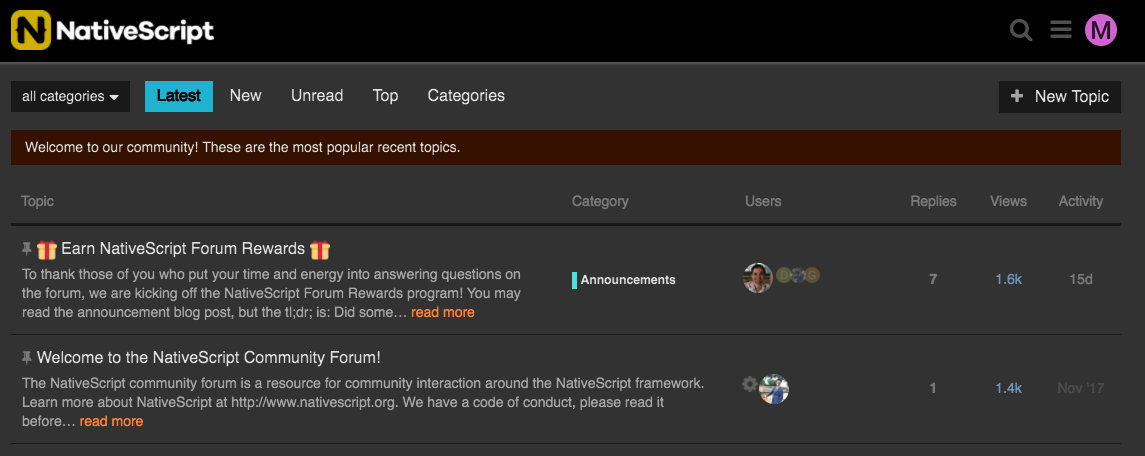 N NativeScript
M
all categories
Latest
New
Unread
Top
Categories
+ New Topic
Welcome to our community! These are the most popular recent topics.
Topic
Category
Users
Replies
Views
Activity
Earn NativeScript Forum Rewards
To thank those of you who put your time and energy into answering questions on
the forum, we are kicking off the NativeScript Forum Rewards program! You may
read the announcement blog post, but the tl;dr; is: Did some… read more
Announcements
D
G
7
1.6k
15d
Welcome to the NativeScript Community Forum!
The NativeScript community forum is a resource for community interaction around the NativeScript framework.
Learn more about NativeScript at http://www.nativescript.org. We have a code of conduct, please read it
before… read more
1
1.4k
Nov '17